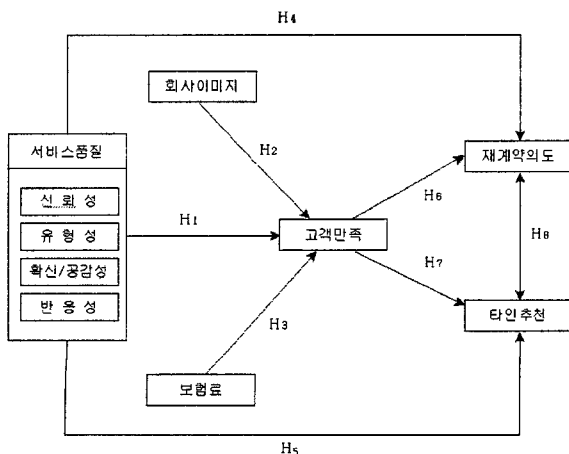 H4
회사이미지
서비스품질
H2
재계약의도
신뢰성
H1
H6
유형성
고객만족
H8
확신/공감성
H7
반응성
타인추천
H3
보험료
H5